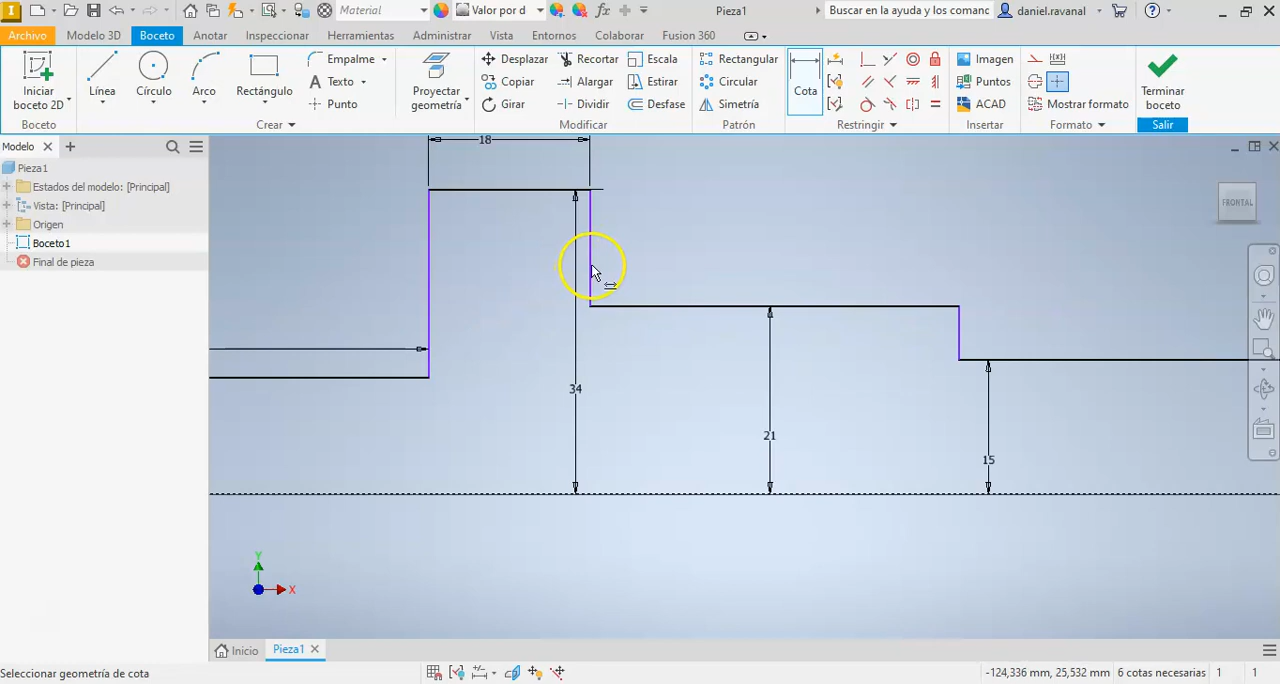 I PRO
Material
Valor por d
fx
Pieza1
Buscar en la ayuda y los comanc
daniel.ravanal
Archivo
Modelo 3D
Boceto
Anotar
Inspeccionar
Herramientas
Administrar
Vista
Entornos
Colaborar
Fusion 360
Iniciar
boceto 2D
Línea
Círculo
Arco
Rectángulo
Empalme
Texto
Punto
Proyectar
geometría
Desplazar
Copiar
Girar
Recortar
Alargar
Dividir
Escala
Estirar
Desfase
Rectangular
Circular
Simetría
Cota
Imagen
Puntos
ACAD
Mostrar formato
Terminar
boceto
Boceto
Crear
Modificar
Patrón
Restringir
Insertar
Formato
Salir
Modelo
Pieza1
Estados del modelo: [Principal]
Vista: [Principal]
Origen
Boceto1
Final de pieza
18
34
21
15
FRONTAL
Y
X
Inicio
Pieza1
Seleccionar geometría de cota
-124,336 mm, 25,532 mm
6 cotas necesarias
1
1